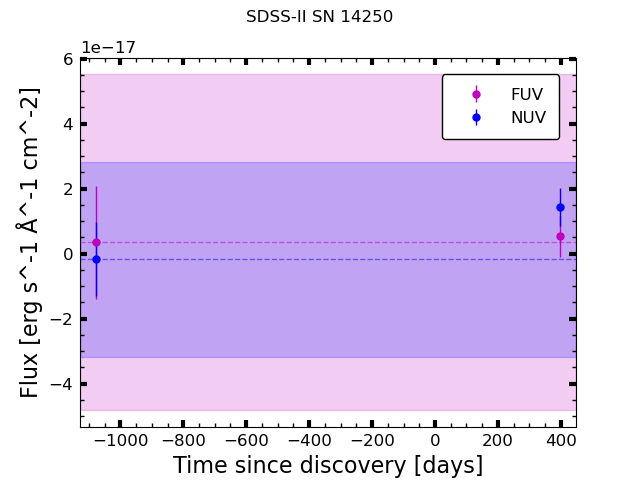 SDSS-II SN 14250
1e−17
6
4
2
0
−2
−4
Flux [erg s^-1 Å^-1 cm^-2]
FUV
NUV
−1000 −800 −600 −400 −200 0 200 400
Time since discovery [days]